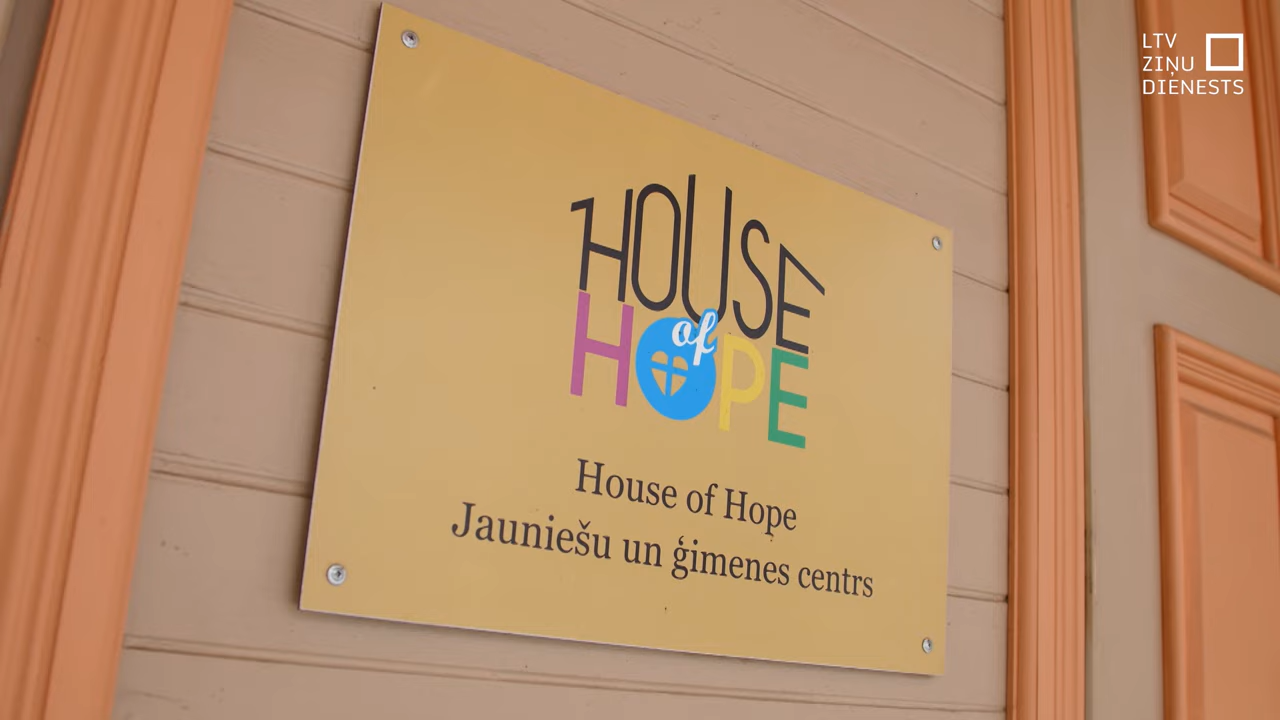 LTV
ZIŅU
DIENESTS
HOUSE
of
HOPE
House of Hope
Jauniešu un ģimenes centrs